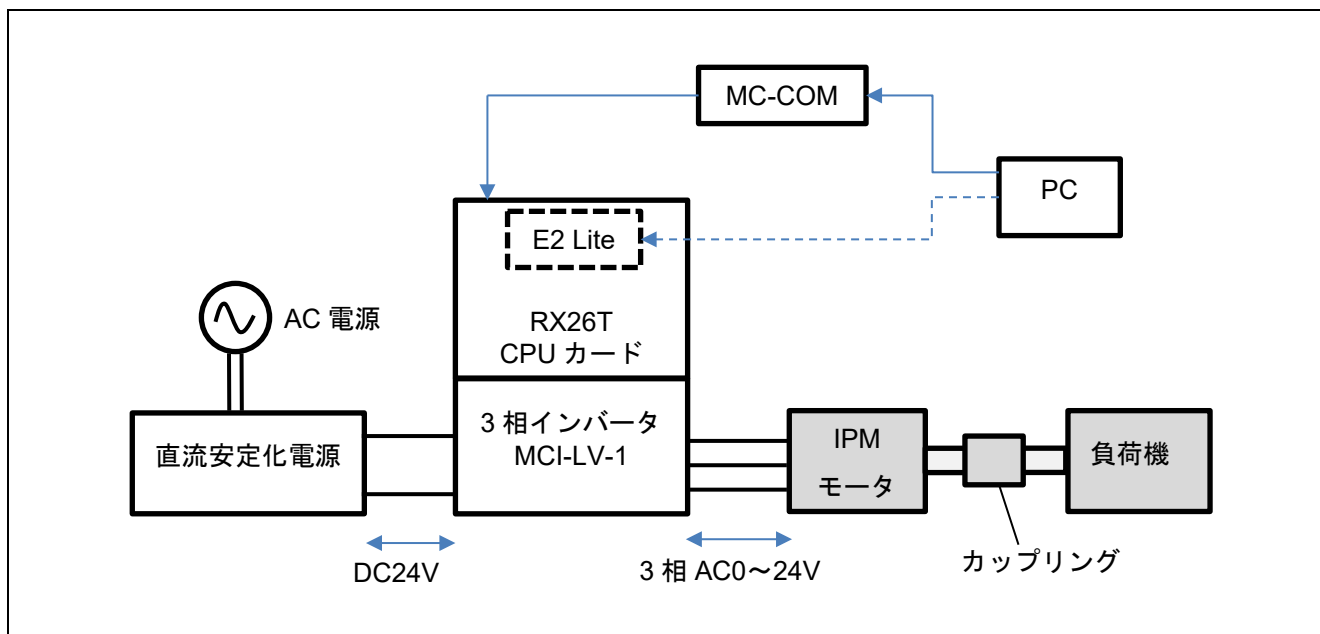 MC-COM
PC
E2 Lite
AC 電源
RX26T
CPU カード
直流安定化電源
3 相インバータ
MCI-LV-1
IPM
モータ
負荷機
カップリング
DC24V
3 相 AC0～24V